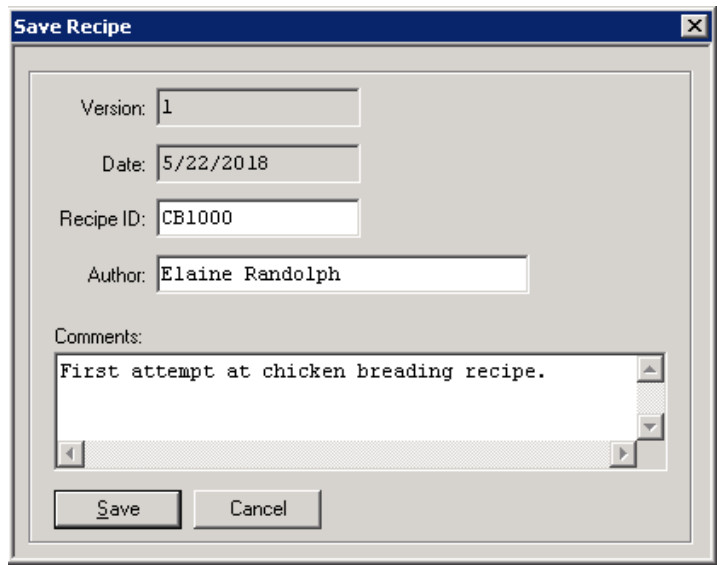 Save Recipe
Version: 1
Date: 5/22/2018
Recipe ID: CB1000
Author: Elaine Randolph
Comments:
First attempt at chicken breading recipe.
Save Cancel